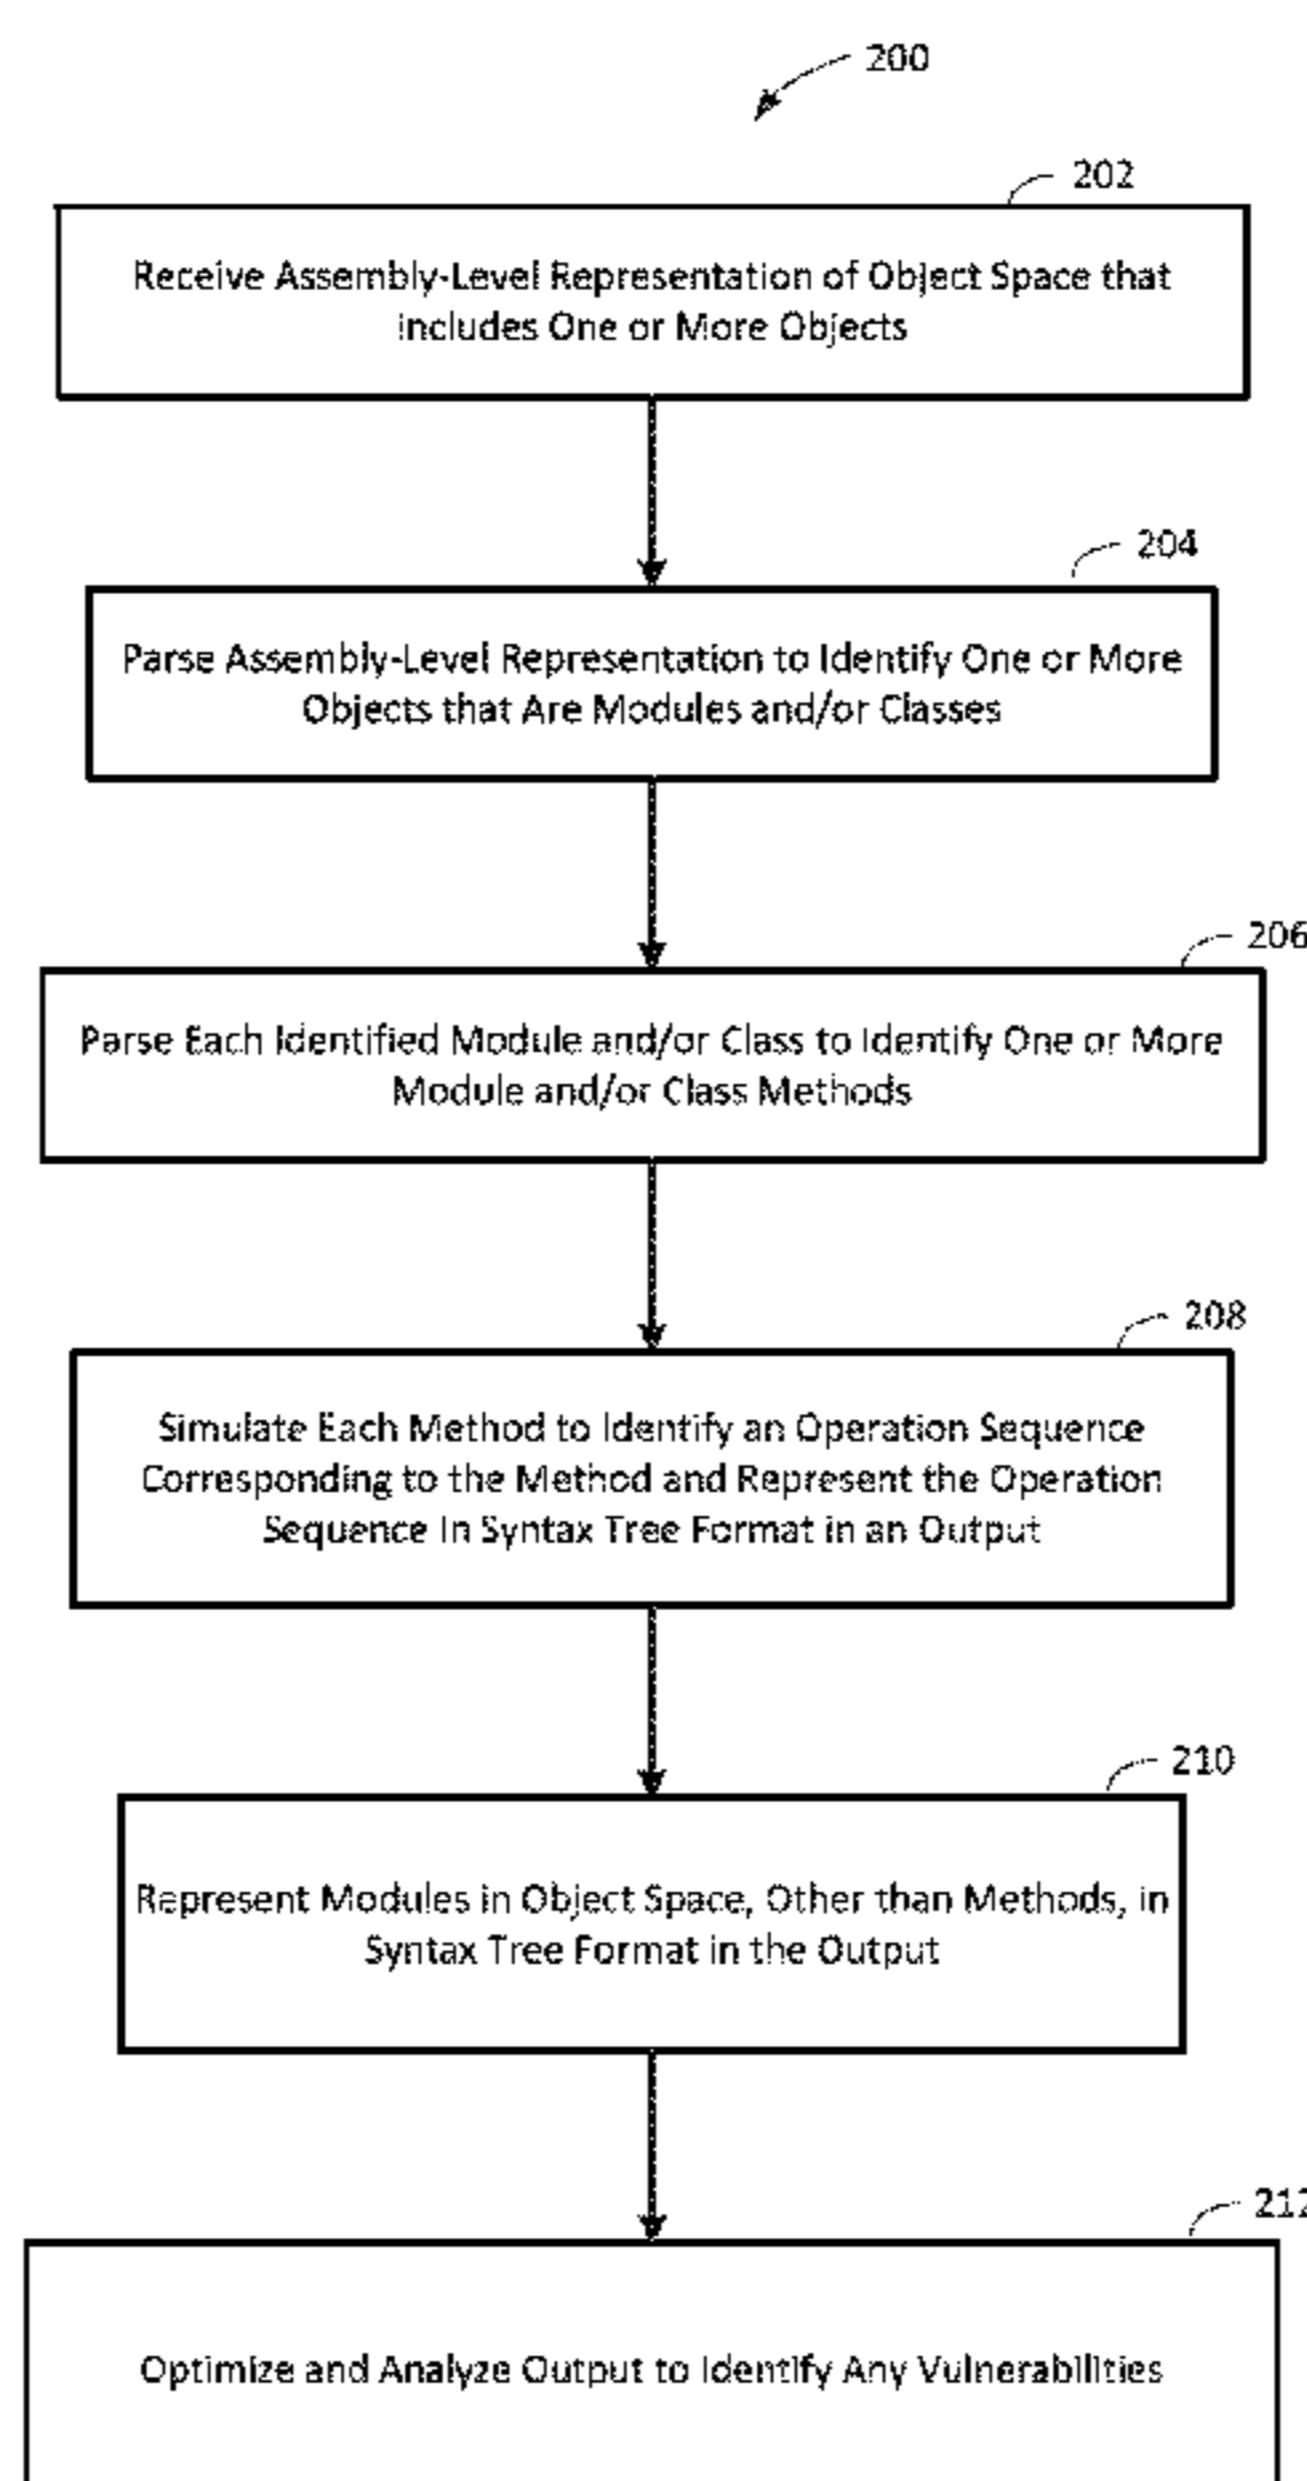 200
202
Receive Assembly-Level Representation of Object Space that
includes One or More Objects
204
Parse Assembly-Level Representation to Identify One or More
Objects that Are Modules and/or Classes
206
Parse Each Identified Module and/or Class to Identify One or More
Module and/or Class Methods
208
Simulate Each Method to Identify an Operation Sequence
Corresponding to the Method and Represent the Operation
Sequence In Syntax Tree Format in an Output
210
Represent Modules in Object Space, Other than Methods, in
Syntax Tree Format in the Output
212
Optimize and Analyze Output to Identify Any Vulnerabilities